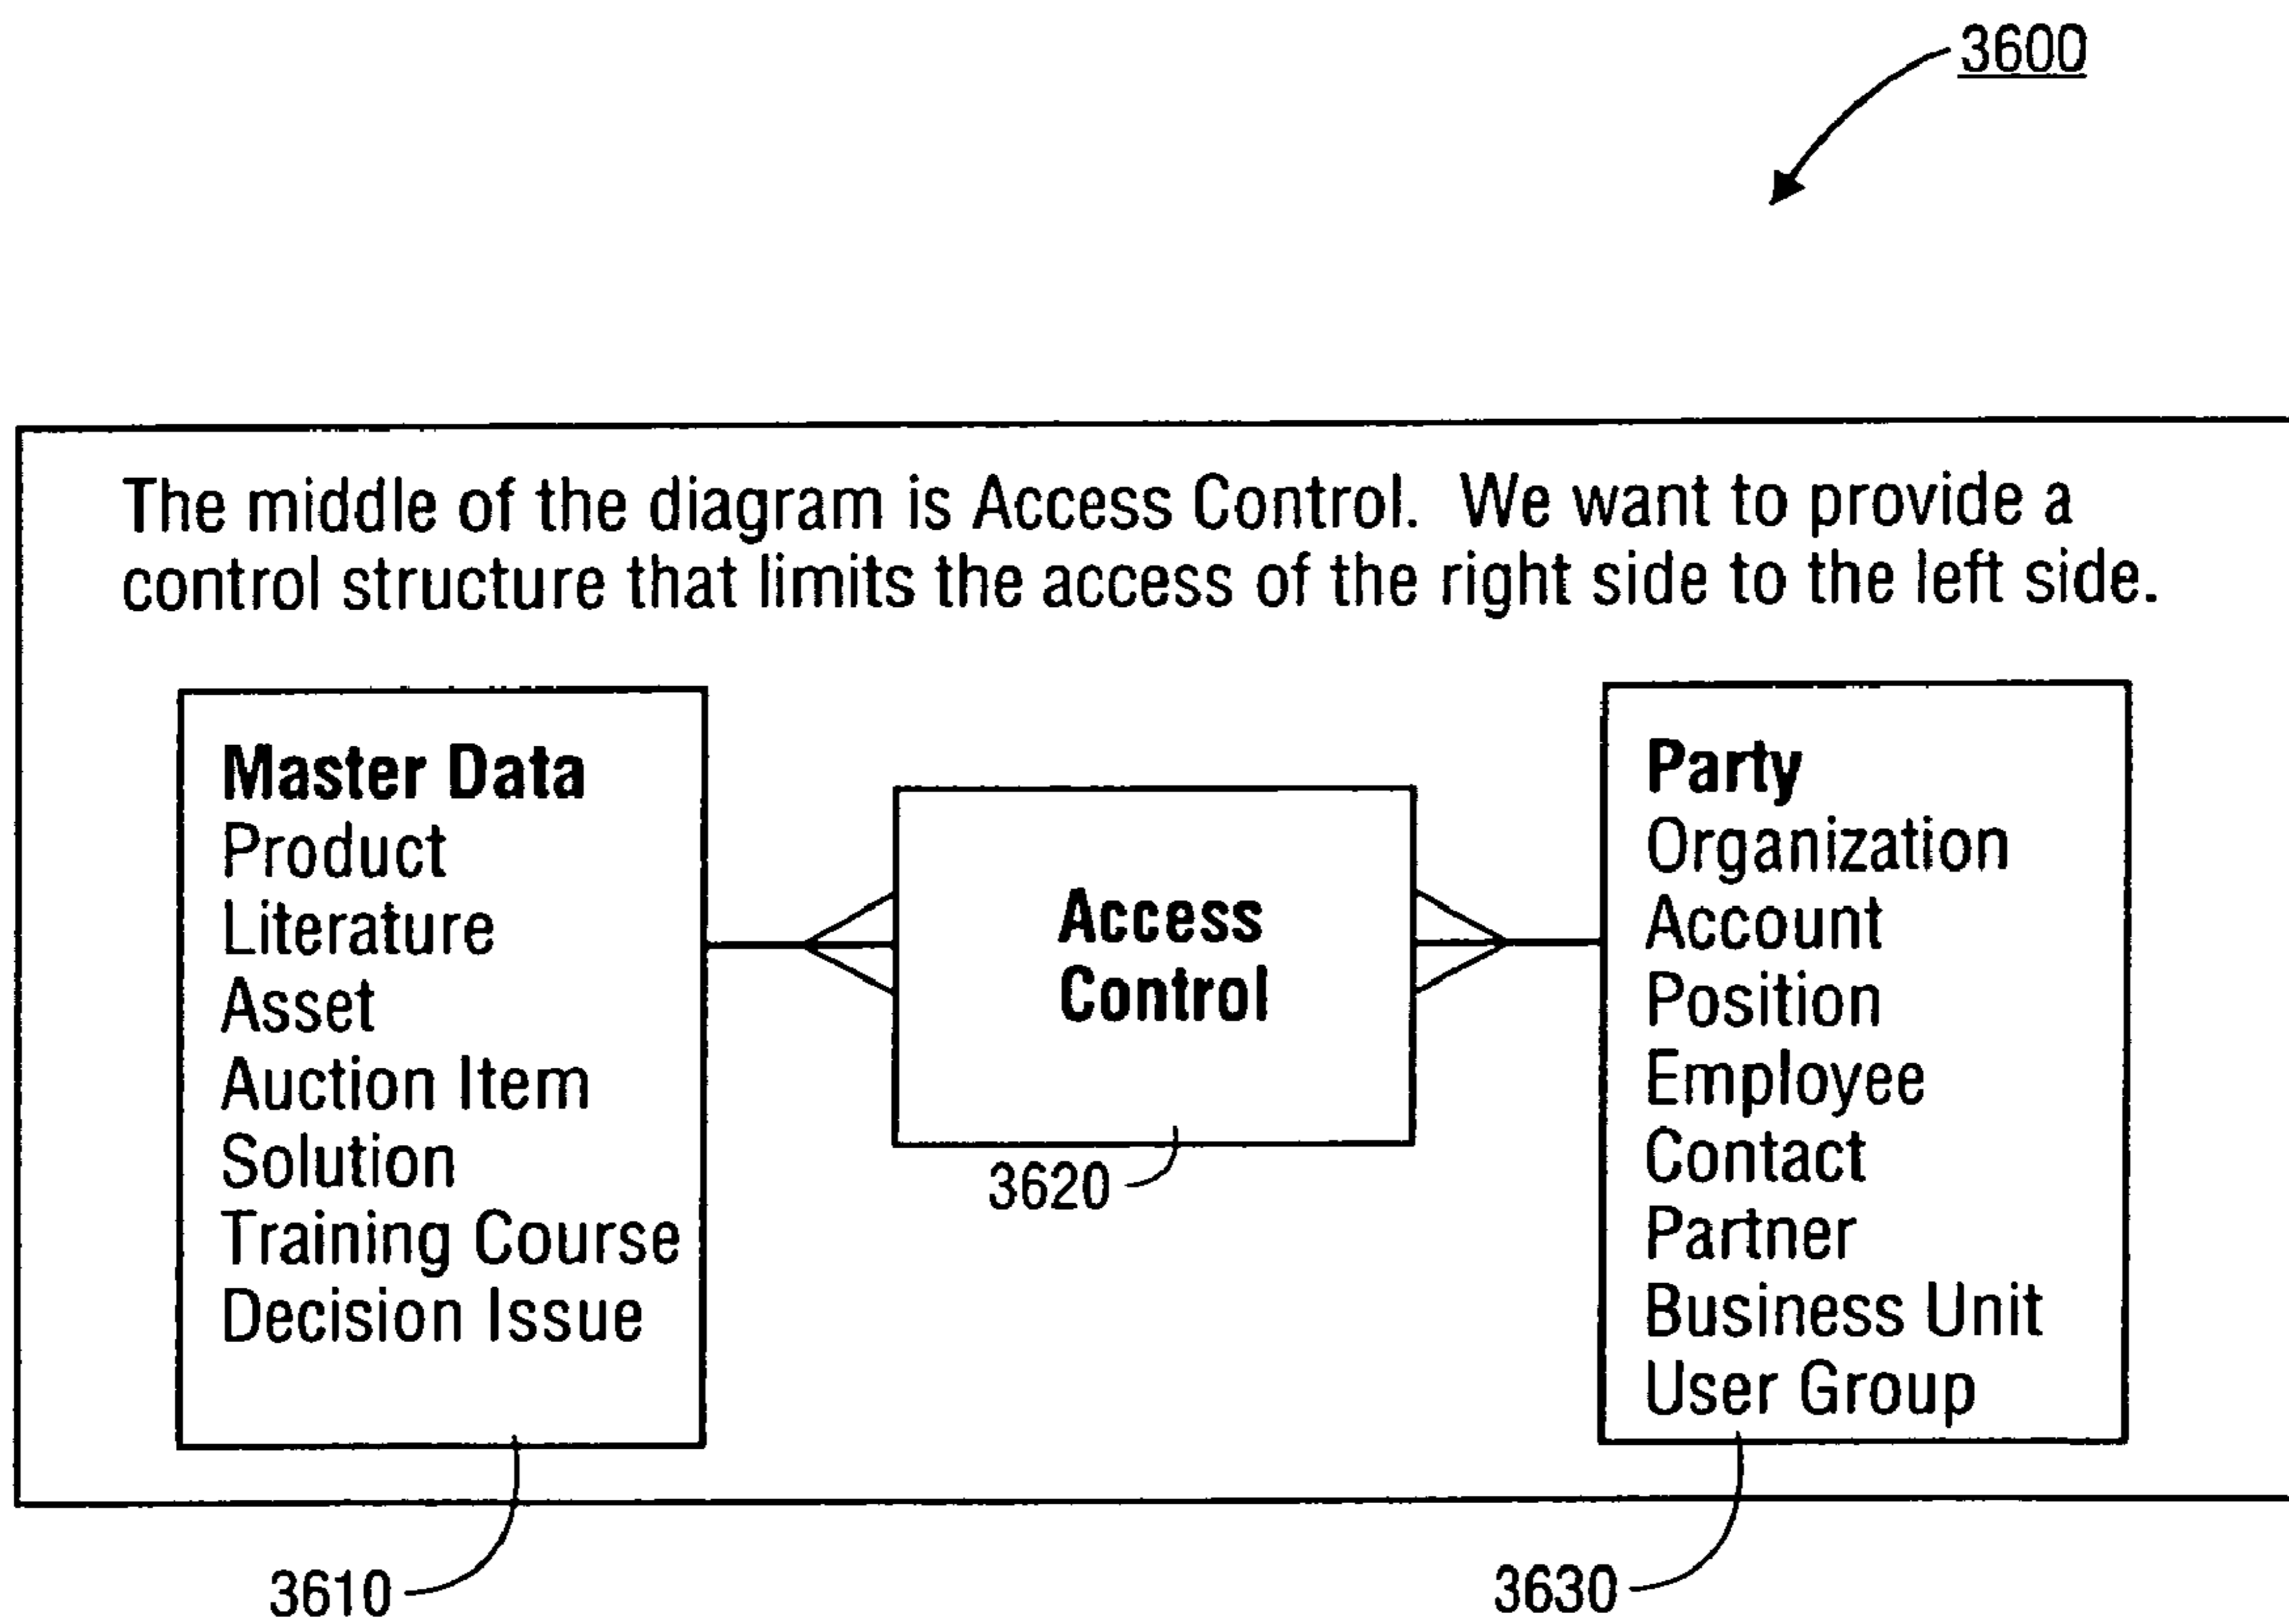 3600
The middle of the diagram is Access Control. We want to provide a
control structure that limits the access of the right side to the left side.
Master Data
Product
Literature
Asset
Auction Item
Solution
Training Course
Decision Issue
Access
Control
3620
Party
Organization
Account
Position
Employee
Contact
Partner
Business Unit
User Group
3610
3630